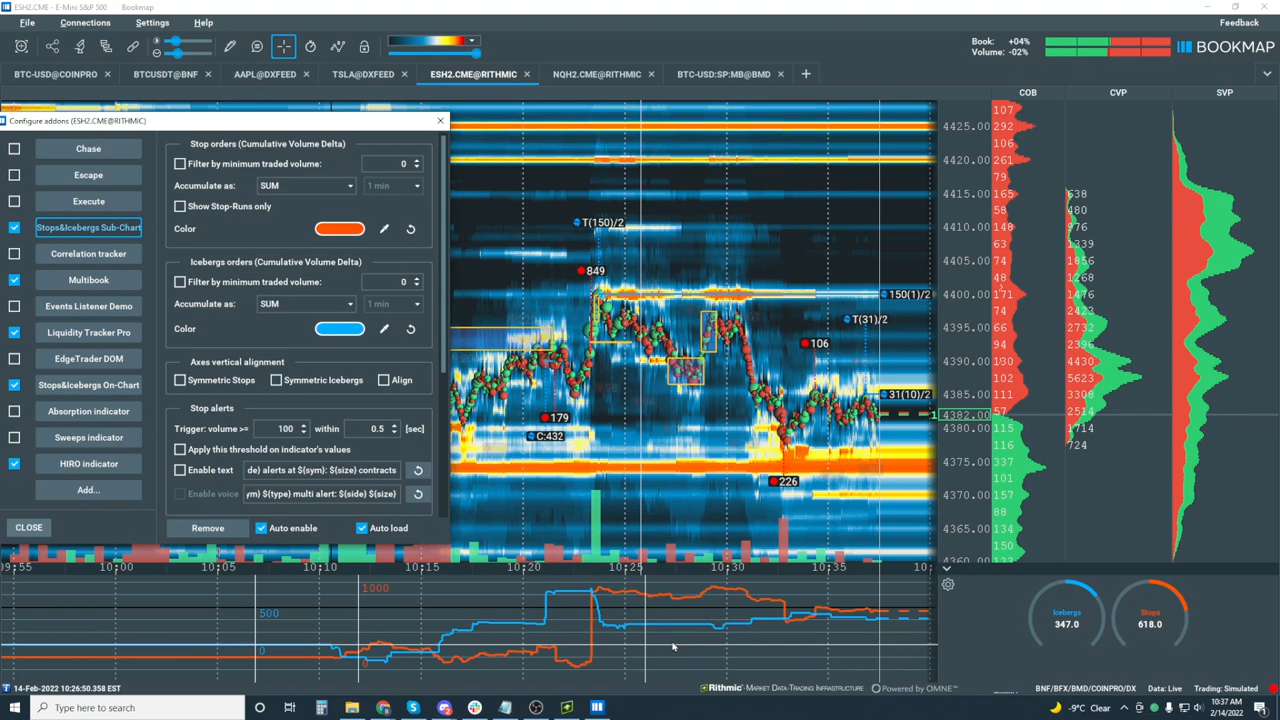 ESH2.CME - E-Mini S&P 500
Bookmap
File Connections Settings Help
Feedback
Book: +04%
Volume: -02%
BOOKMAP
BTC-USD@COINPRO × BTCUSDT@BNF × AAPL@DXFEED × TSLA@DXFEED × ESH2.CME@RITHMIC × NQH2.CME@RITHMIC × BTC-USD:SP:MB@BMD × +
COB CVP SVP
Configure addons (ESH2.CME@RITHMIC)
Chase
Escape
Execute
Stops&Icebergs Sub-Chart
Correlation tracker
Multibook
Events Listener Demo
Liquidity Tracker Pro
EdgeTrader DOM
Stops&Icebergs On-Chart
Absorption indicator
Sweeps indicator
HIRO indicator
Add...
CLOSE
Stop orders (Cumulative Volume Delta)
Filter by minimum traded volume: 0
Accumulate as: SUM 1 min
Show Stop-Runs only
Color
Icebergs orders (Cumulative Volume Delta)
Filter by minimum traded volume: 0
Accumulate as: SUM 1 min
Color
Axes vertical alignment
Symmetric Stops Symmetric Icebergs Align
Stop alerts
Trigger: volume >= 100 within 0.5 [sec]
Apply this threshold on indicator's values
Enable text de) alerts at ${sym}: ${size} contracts
Enable voice ym) ${type} multi alert: ${side} ${size}
Remove Auto enable Auto load
T(150)/2
849
179
C:432
226
106
T(31)/2
150(1)/2
31(10)/2
4425.00
4420.00
4415.00
4410.00
4405.00
4400.00
4395.00
4390.00
4385.00
4382.00
4380.00
4375.00
4370.00
4365.00
4360.00
107
292
106
261
79
165
58
148
63
74
48
171
74
66
94
130
102
111
57
115
116
337
101
157
88
134
150
638
480
976
1339
1856
1268
1476
2423
2732
2396
4430
5623
3308
2514
1714
724
09:55 10:00 10:05 10:10 10:15 10:20 10:25 10:30 10:35 10:
1000
500
0
0
Icebergs
347.0
Stops
618.0
14-Feb-2022 10:26:50.358 EST
Rithmic · MARKET DATA·TRADING INFRASTRUCTURE
Powered by OMNE™
BNF/BFX/BMD/COINPRO/DX Data: Live Trading: Simulated
Type here to search
-9°C Clear
10:37 AM
2/14/2022